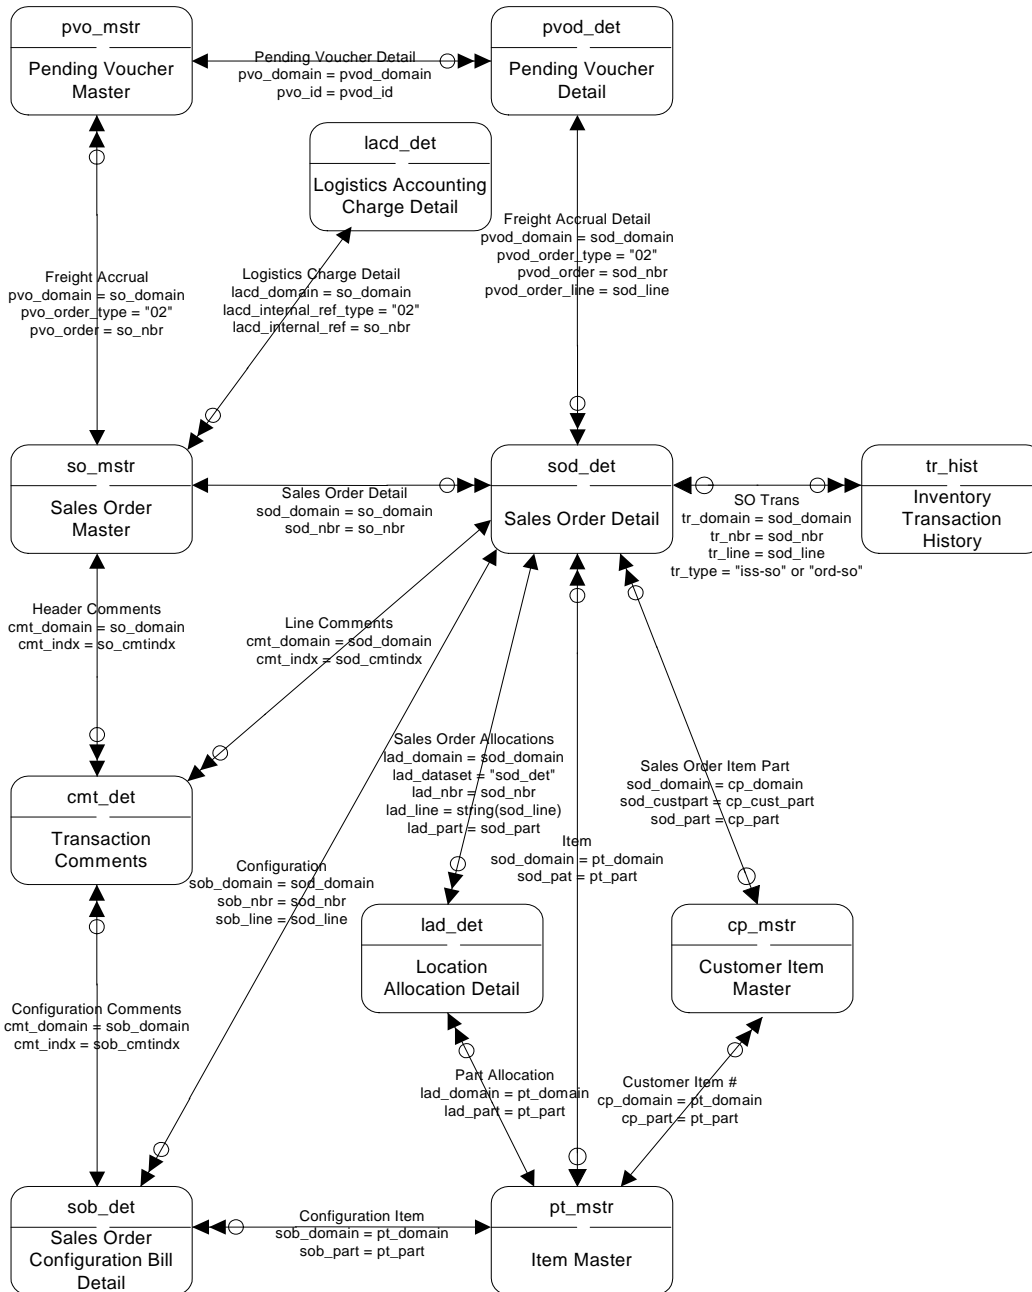 pvo_mstr
Pending Voucher
Master
Pending Voucher Detail
pvo_domain = pvod_domain
pvo_id = pvod_id
pvod_det
Pending Voucher
Detail
lacd_det
Logistics Accounting
Charge Detail
Freight Accrual
pvo_domain = so_domain
pvo_order_type = "02"
pvo_order = so_nbr
Logistics Charge Detail
lacd_domain = so_domain
lacd_internal_ref_type = "02"
lacd_internal_ref = so_nbr
Freight Accrual Detail
pvod_domain = sod_domain
pvod_order_type = "02"
pvod_order = sod_nbr
pvod_order_line = sod_line
so_mstr
Sales Order
Master
Sales Order Detail
sod_domain = so_domain
sod_nbr = so_nbr
sod_det
Sales Order Detail
SO Trans
tr_domain = sod_domain
tr_nbr = sod_nbr
tr_line = sod_line
tr_type = "iss-so" or "ord-so"
tr_hist
Inventory
Transaction
History
Header Comments
cmt_domain = so_domain
cmt_indx = so_cmtindx
Line Comments
cmt_domain = sod_domain
cmt_indx = sod_cmtindx
Sales Order Allocations
lad_domain = sod_domain
lad_dataset = "sod_det"
lad_nbr = sod_nbr
lad_line = string(sod_line)
lad_part = sod_part
Sales Order Item Part
sod_domain = cp_domain
sod_custpart = cp_cust_part
sod_part = cp_part
cmt_det
Transaction
Comments
Item
sod_domain = pt_domain
sod_pat = pt_part
Configuration
sob_domain = sod_domain
sob_nbr = sod_nbr
sob_line = sod_line
lad_det
Location
Allocation Detail
cp_mstr
Customer Item
Master
Configuration Comments
cmt_domain = sob_domain
cmt_indx = sob_cmtindx
Part Allocation
lad_domain = pt_domain
lad_part = pt_part
Customer Item #
cp_domain = pt_domain
cp_part = pt_part
sob_det
Sales Order
Configuration Bill
Detail
Configuration Item
sob_domain = pt_domain
sob_part = pt_part
pt_mstr
Item Master